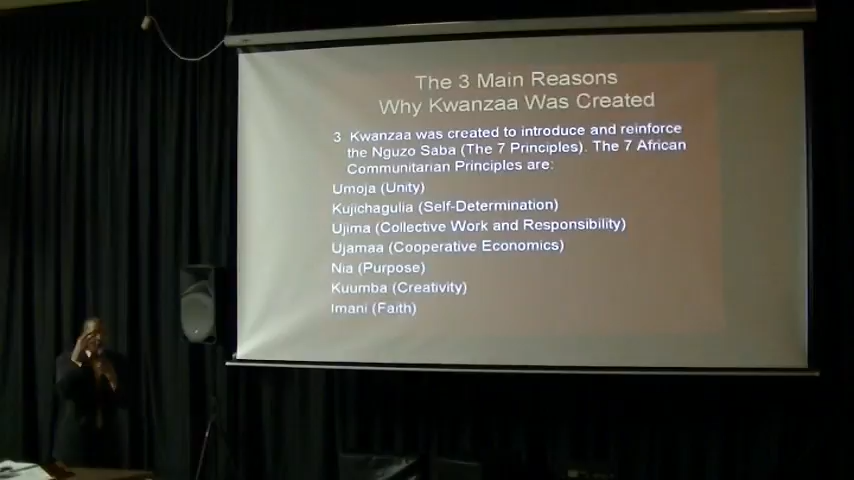 The 3 Main Reasons
Why Kwanzaa Was Created
3 Kwanzaa was created to introduce and reinforce
the Nguzo Saba (The 7 Principles). The 7 African
Communitarian Principles are:
Umoja (Unity)
Kujichagulia (Self-Determination)
Ujima (Collective Work and Responsibility)
Ujamaa (Cooperative Economics)
Nia (Purpose)
Kuumba (Creativity)
Imani (Faith)